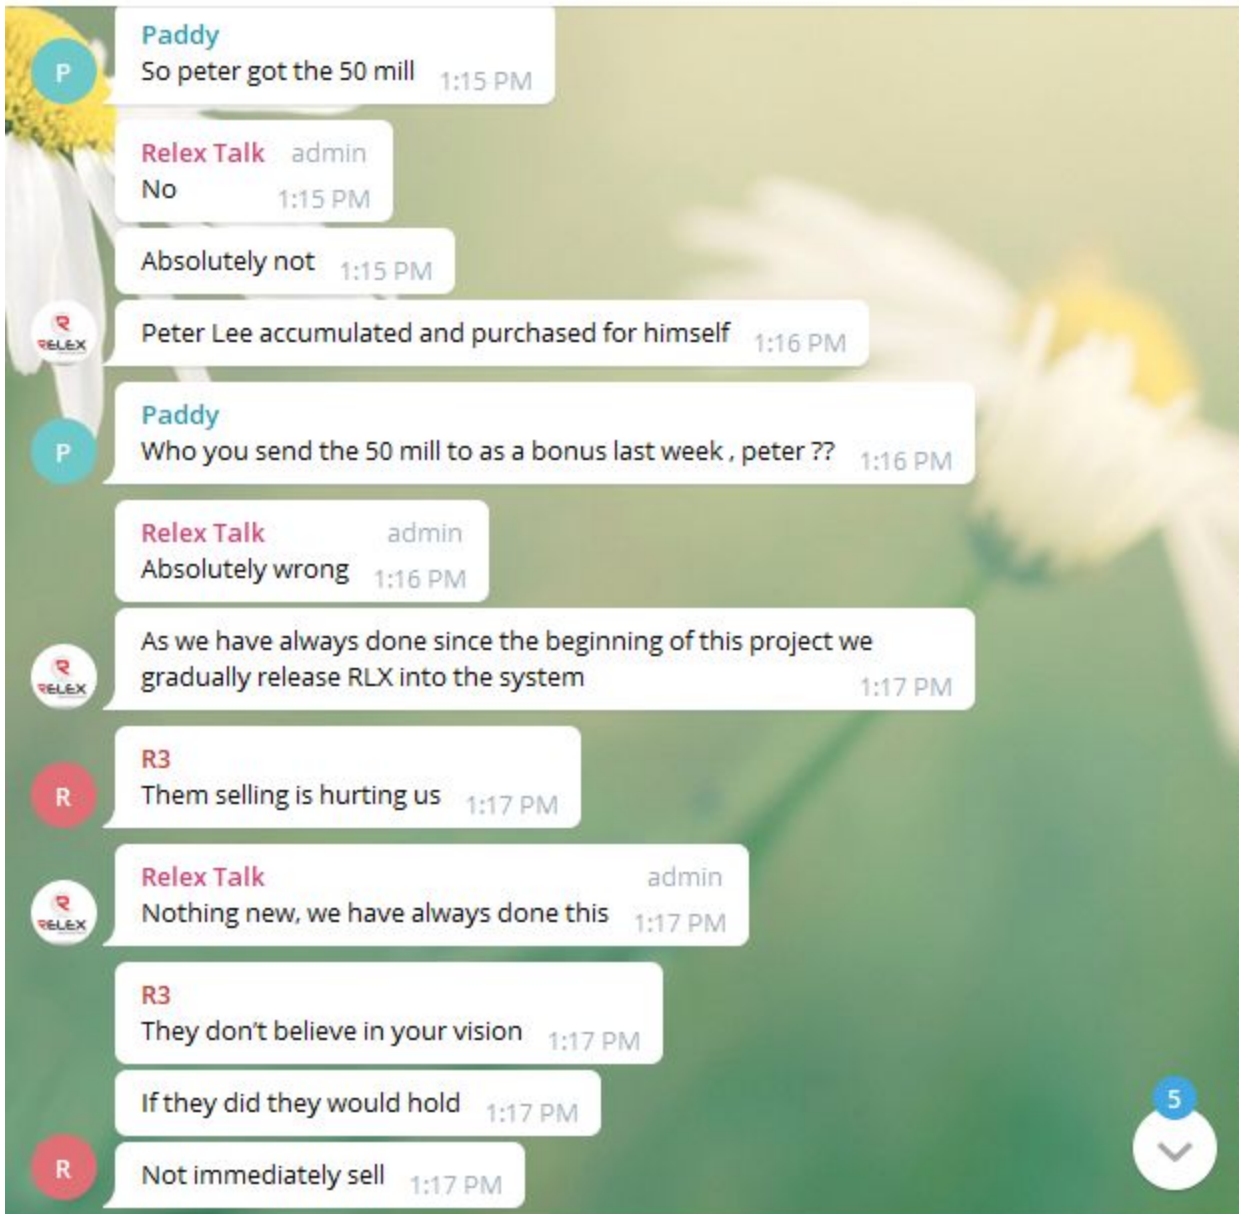 Paddy
P
So peter got the 50 mill 1:15 PM
Relex Talk admin
No 1:15 PM
Absolutely not 1:15 PM
R
RELEX
Peter Lee accumulated and purchased for himself 1:16 PM
Paddy
P
Who you send the 50 mill to as a bonus last week , peter ?? 1:16 PM
Relex Talk admin
Absolutely wrong 1:16 PM
As we have always done since the beginning of this project we
R
RELEX
gradually release RLX into the system 1:17 PM
R3
R
Them selling is hurting us 1:17 PM
Relex Talk admin
R
RELEX
Nothing new, we have always done this 1:17 PM
R3
They don't believe in your vision 1:17 PM
If they did they would hold 1:17 PM
5
R
Not immediately sell 1:17 PM